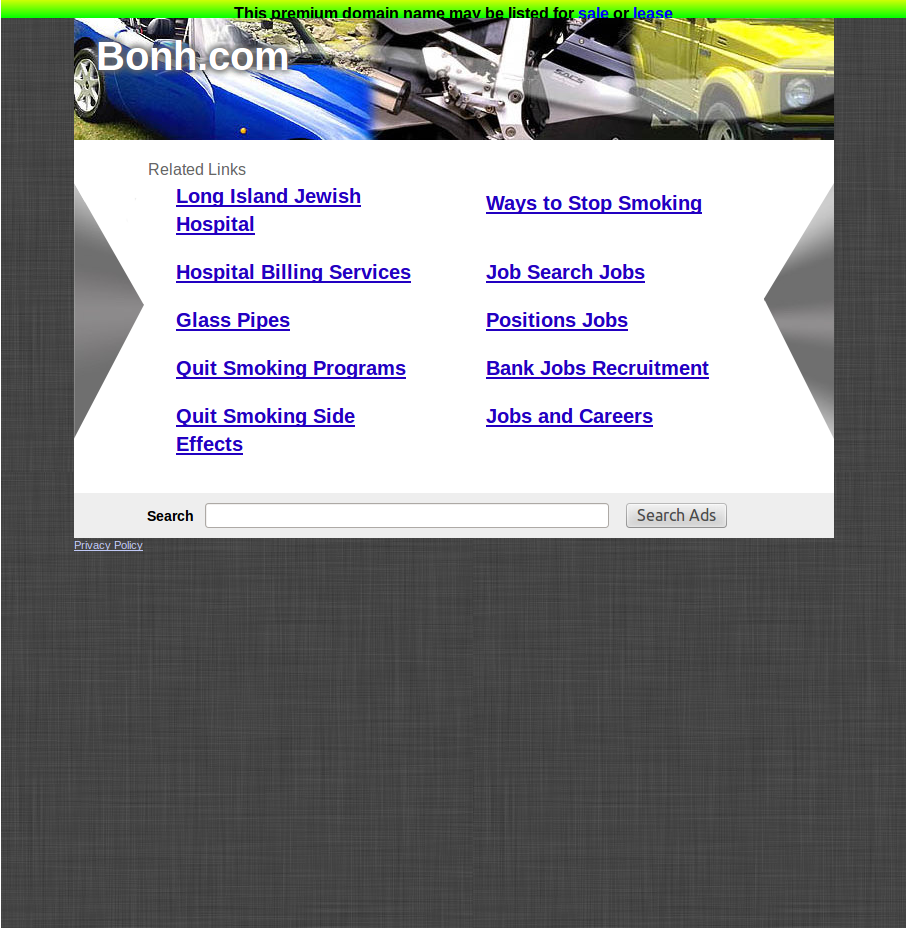 This premium domain name may be listed for sale or lease
Bonh.com
SACS
Related Links
Long Island Jewish
Hospital
Ways to Stop Smoking
Hospital Billing Services
Job Search Jobs
Glass Pipes
Positions Jobs
Quit Smoking Programs
Bank Jobs Recruitment
Quit Smoking Side
Effects
Jobs and Careers
Search
Search Ads
Privacy Policy